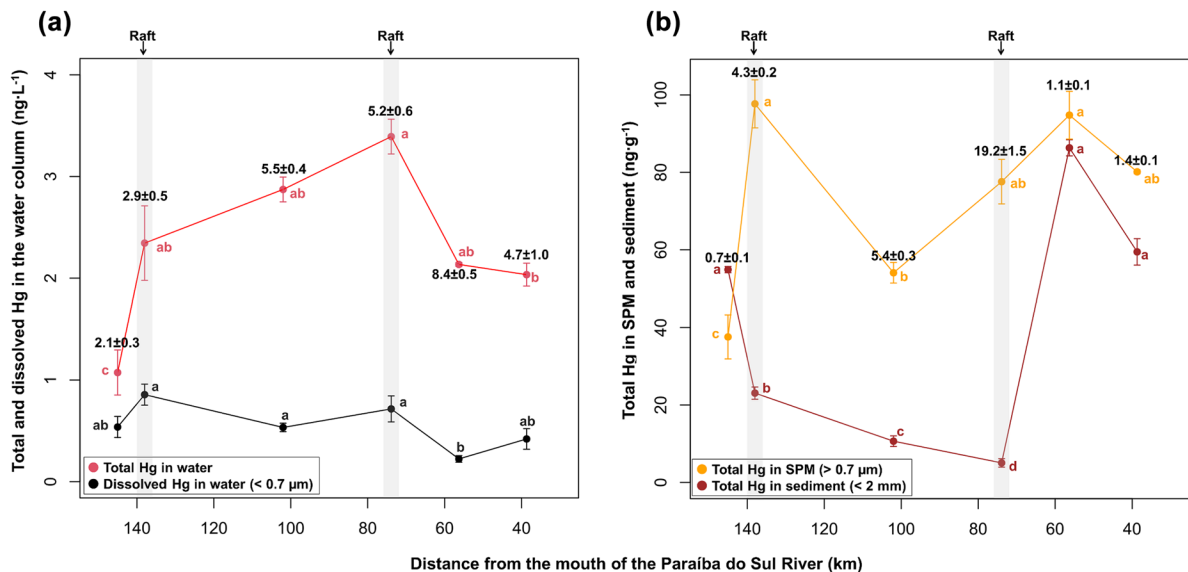 (a)
Raft
Raft
Total and dissolved Hg in the water column (ng·L⁻¹)
4
3
2
1
0
5.2±0.6
a
5.5±0.4
ab
2.9±0.5
ab
ab
8.4±0.5
4.7±1.0
b
2.1±0.3
c
a
a
a
ab
ab
b
Total Hg in water
Dissolved Hg in water (< 0.7 µm)
140 120 100 80 60 40
(b)
Raft
Raft
Total Hg in SPM and sediment (ng·g⁻¹)
100
80
60
40
20
0
4.3±0.2
a
1.1±0.1
a
19.2±1.5
ab
a
1.4±0.1
ab
0.7±0.1
a
5.4±0.3
b
a
c
b
c
d
Total Hg in SPM (> 0.7 µm)
Total Hg in sediment (< 2 mm)
140 120 100 80 60 40
Distance from the mouth of the Paraíba do Sul River (km)